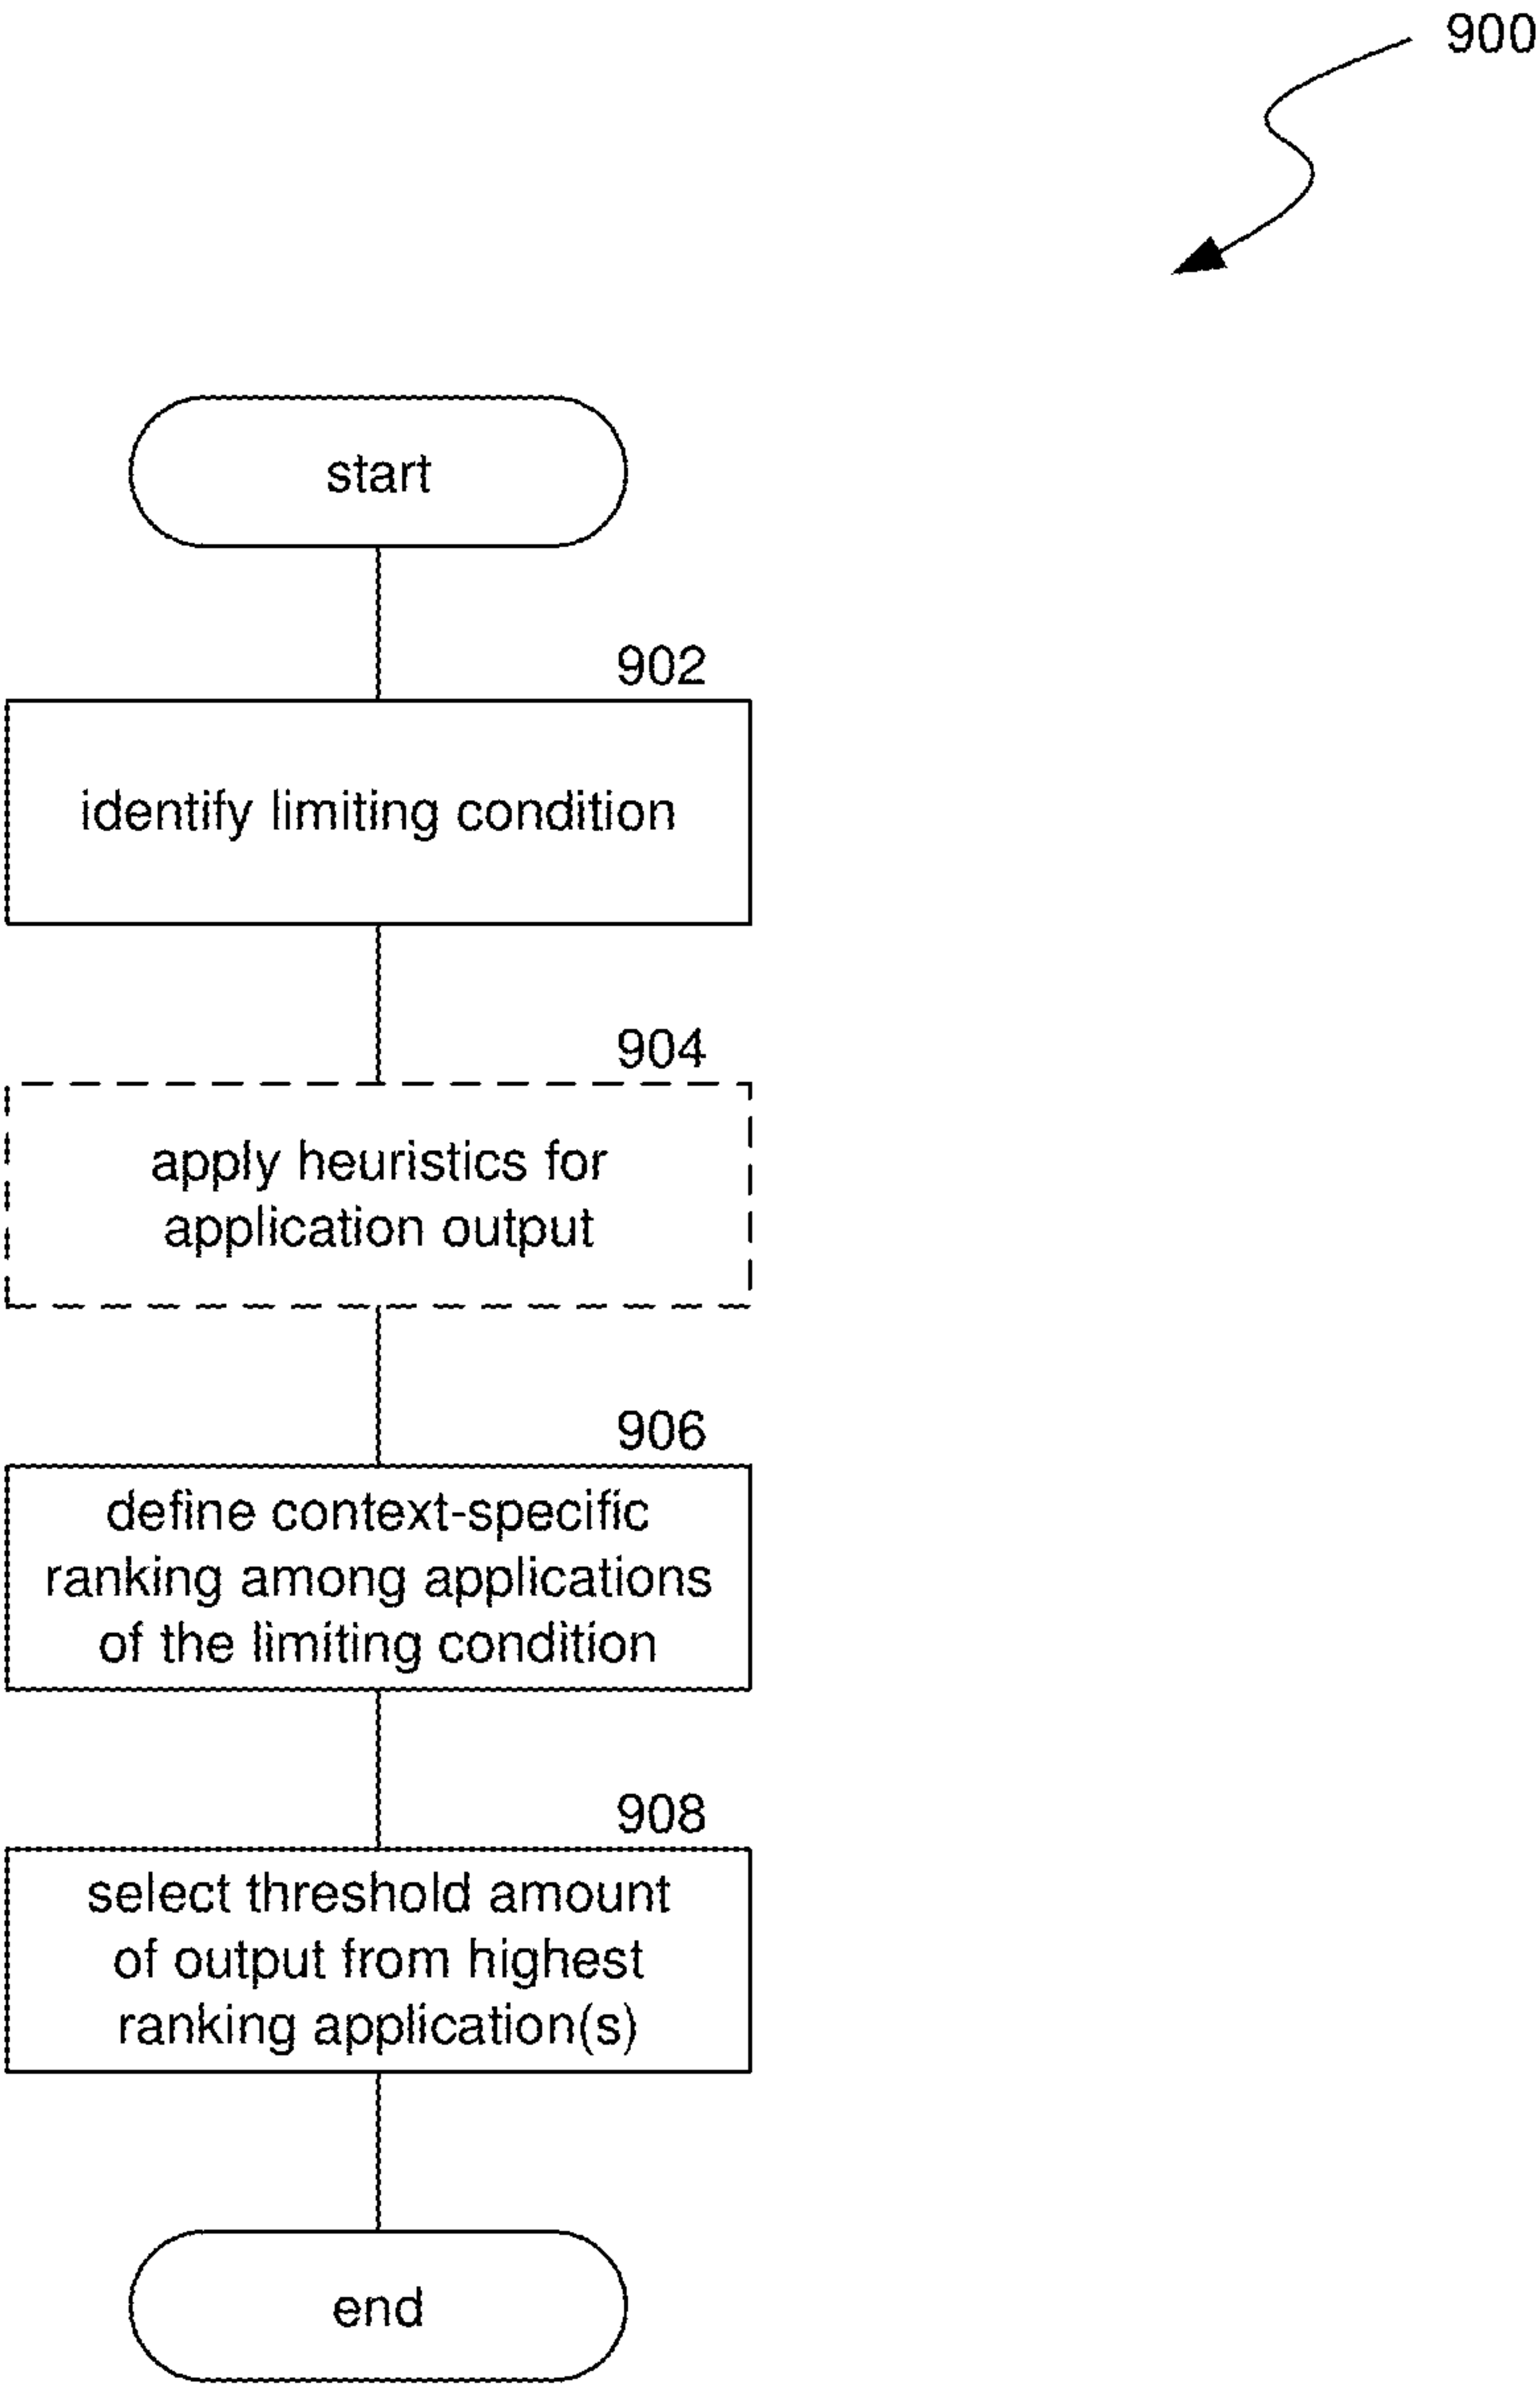 900
start
902
identify limiting condition
904
apply heuristics for
application output
906
define context-specific
ranking among applications
of the limiting condition
908
select threshold amount
of output from highest
ranking application(s)
end